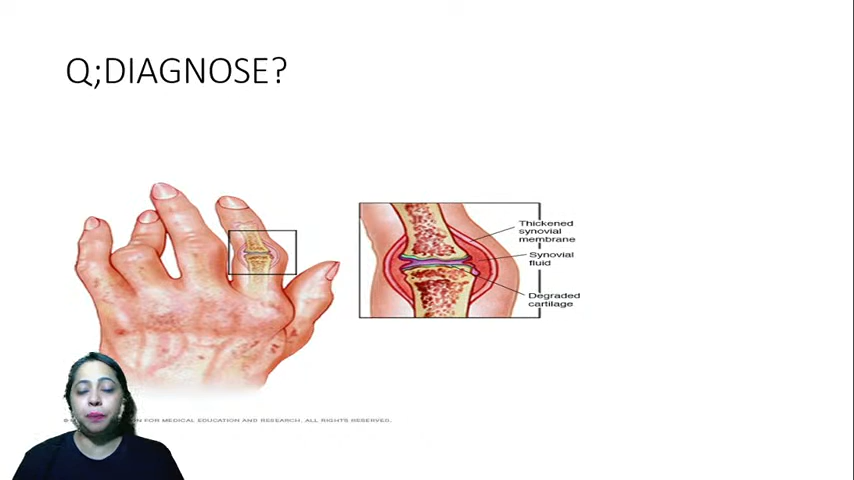 Q;DIAGNOSE?
Thickened
synovial
membrane
Synovial
fluid
Degraded
cartilage
©
N FOR MEDICAL EDUCATION AND RESEARCH. ALL RIGHTS RESERVED.